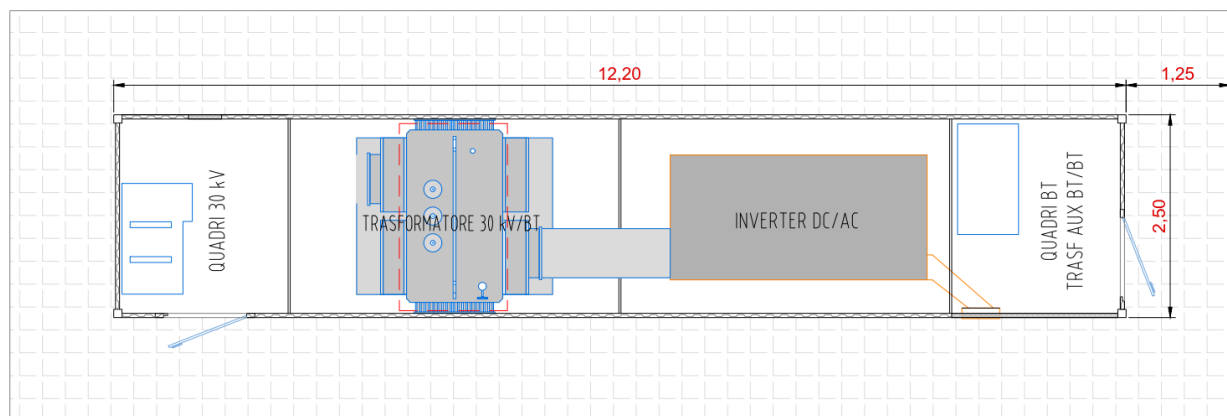 12,20
1,25
QUADRI 30 kV
TRASFORMATORE 30 kV/BT
INVERTER DC/AC
QUADRI BT
TRASF AUX BT/BT
2,50